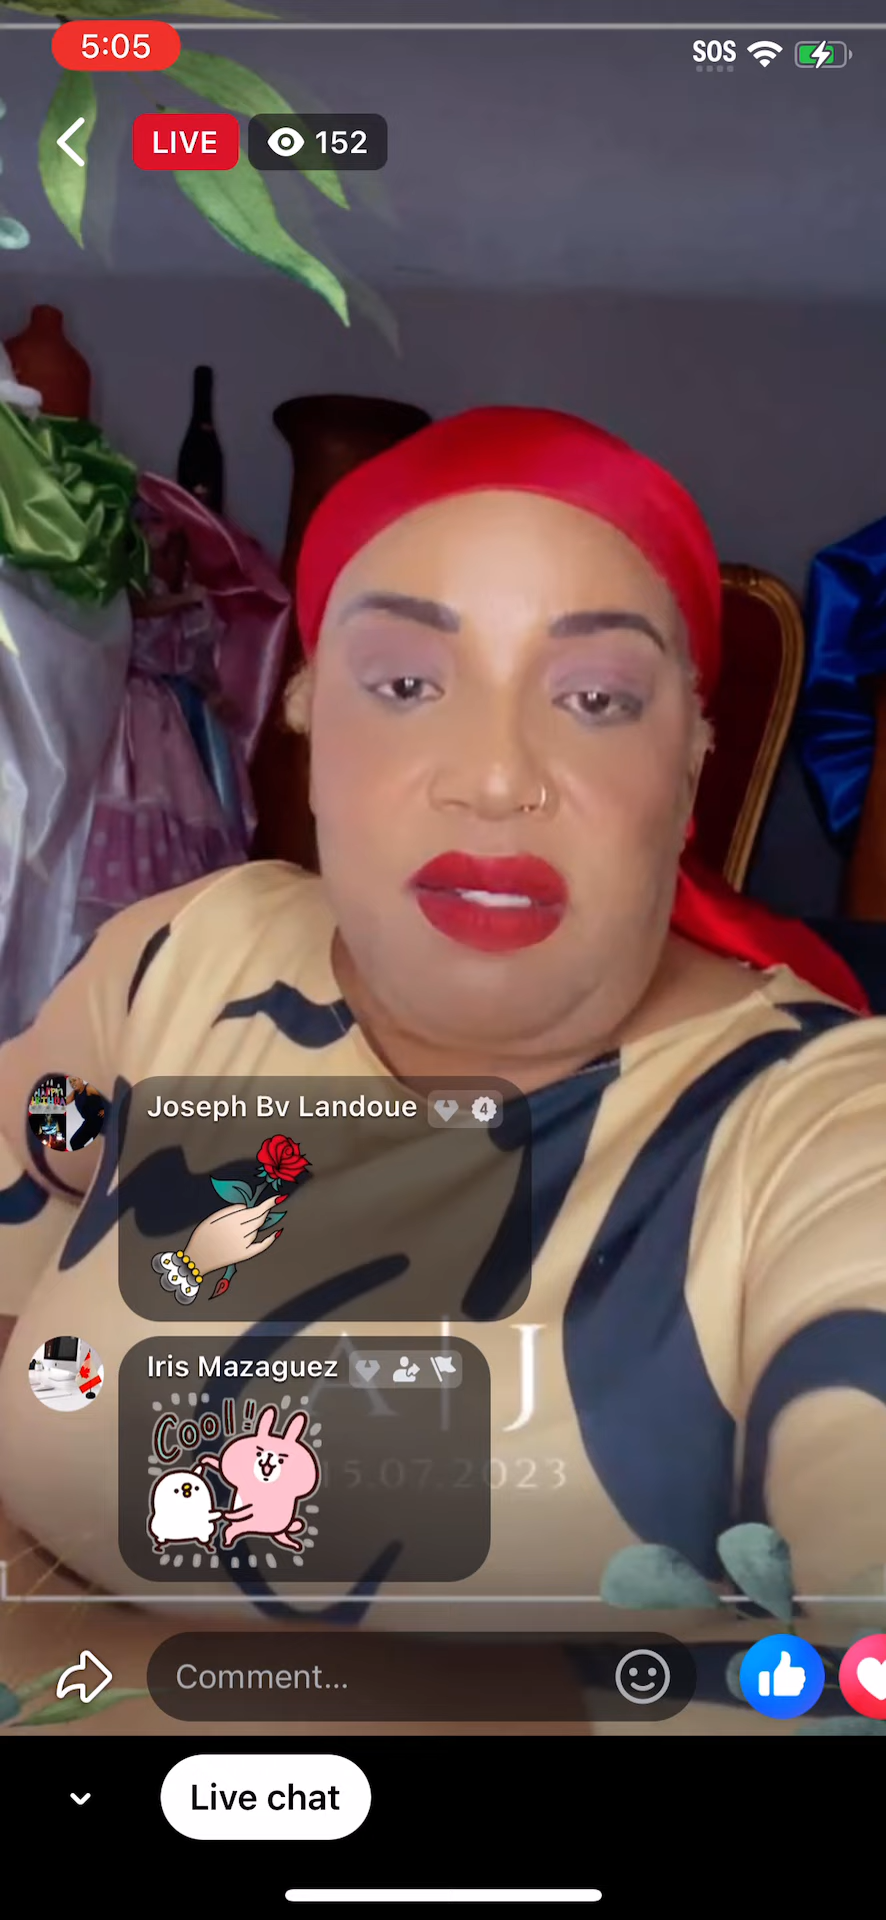 5:05
SOS
LIVE
152
Joseph Bv Landoue
4
Iris Mazaguez
Cool!!
A | J
15.07.2023
Comment...
Live chat